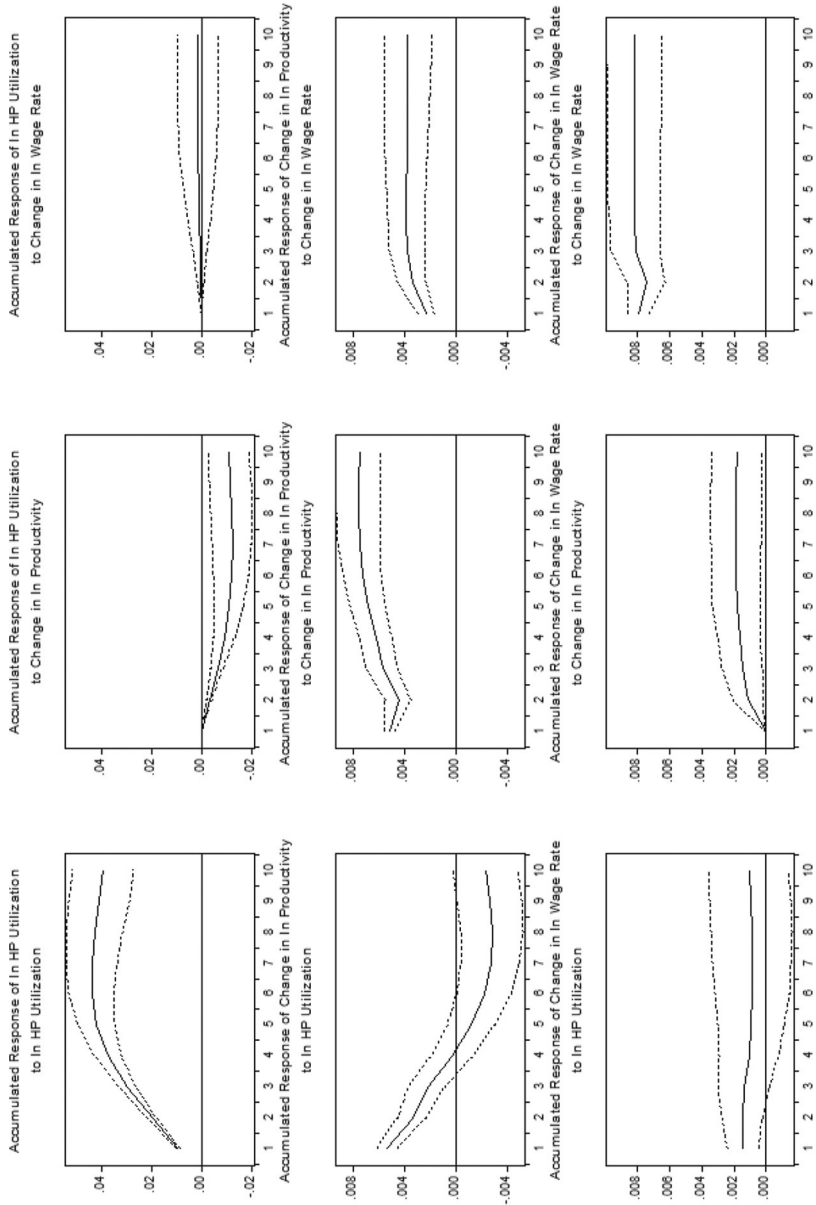 Accumulated Response of ln HP Utilization
to ln HP Utilization
.04
.02
.00
-.02
1 2 3 4 5 6 7 8 9 10
Accumulated Response of ln HP Utilization
to Change in ln Productivity
.04
.02
.00
-.02
1 2 3 4 5 6 7 8 9 10
Accumulated Response of ln HP Utilization
to Change in ln Wage Rate
.04
.02
.00
-.02
1 2 3 4 5 6 7 8 9 10
Accumulated Response of Change in ln Productivity
to ln HP Utilization
.008
.004
.000
-.004
1 2 3 4 5 6 7 8 9 10
Accumulated Response of Change in ln Productivity
to Change in ln Productivity
.008
.004
.000
-.004
1 2 3 4 5 6 7 8 9 10
Accumulated Response of Change in ln Productivity
to Change in ln Wage Rate
.008
.004
.000
-.004
1 2 3 4 5 6 7 8 9 10
Accumulated Response of Change in ln Wage Rate
to ln HP Utilization
.008
.006
.004
.002
.000
1 2 3 4 5 6 7 8 9 10
Accumulated Response of Change in ln Wage Rate
to Change in ln Productivity
.008
.006
.004
.002
.000
1 2 3 4 5 6 7 8 9 10
Accumulated Response of Change in ln Wage Rate
to Change in ln Wage Rate
.008
.006
.004
.002
.000
1 2 3 4 5 6 7 8 9 10